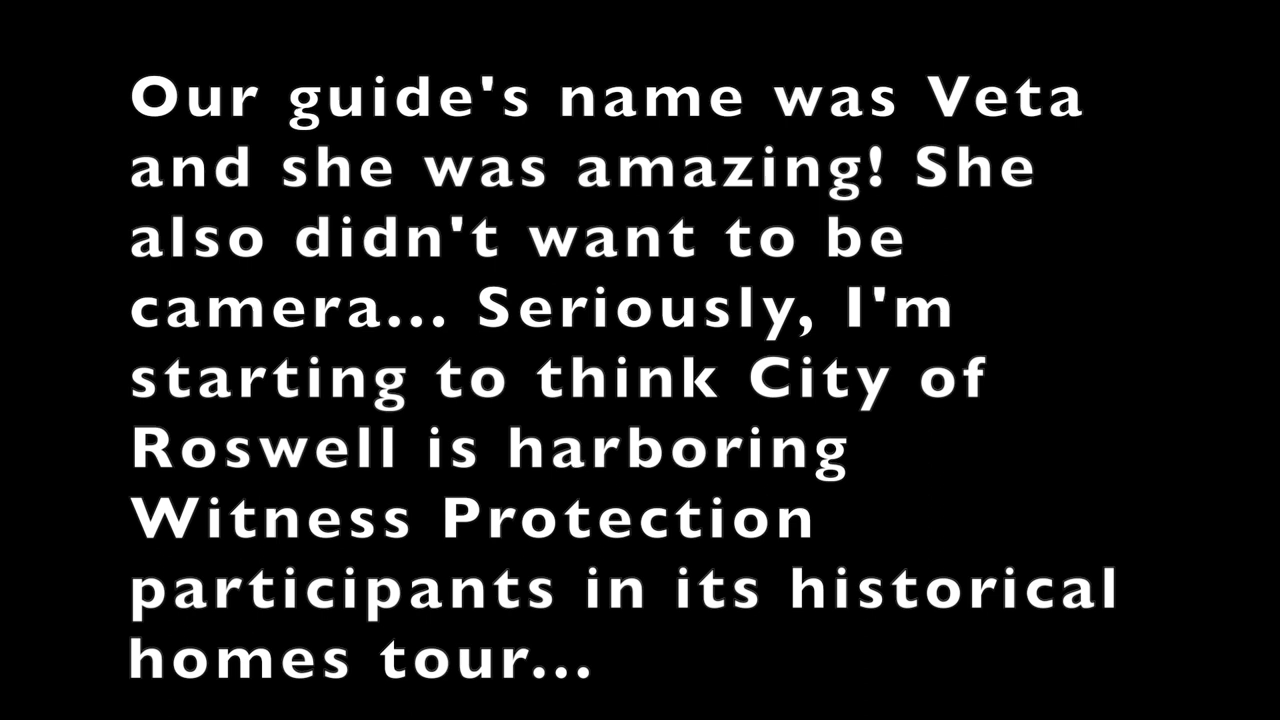 Our guide's name was Veta
and she was amazing! She
also didn't want to be
camera... Seriously, I'm
starting to think City of
Roswell is harboring
Witness Protection
participants in its historical
homes tour...